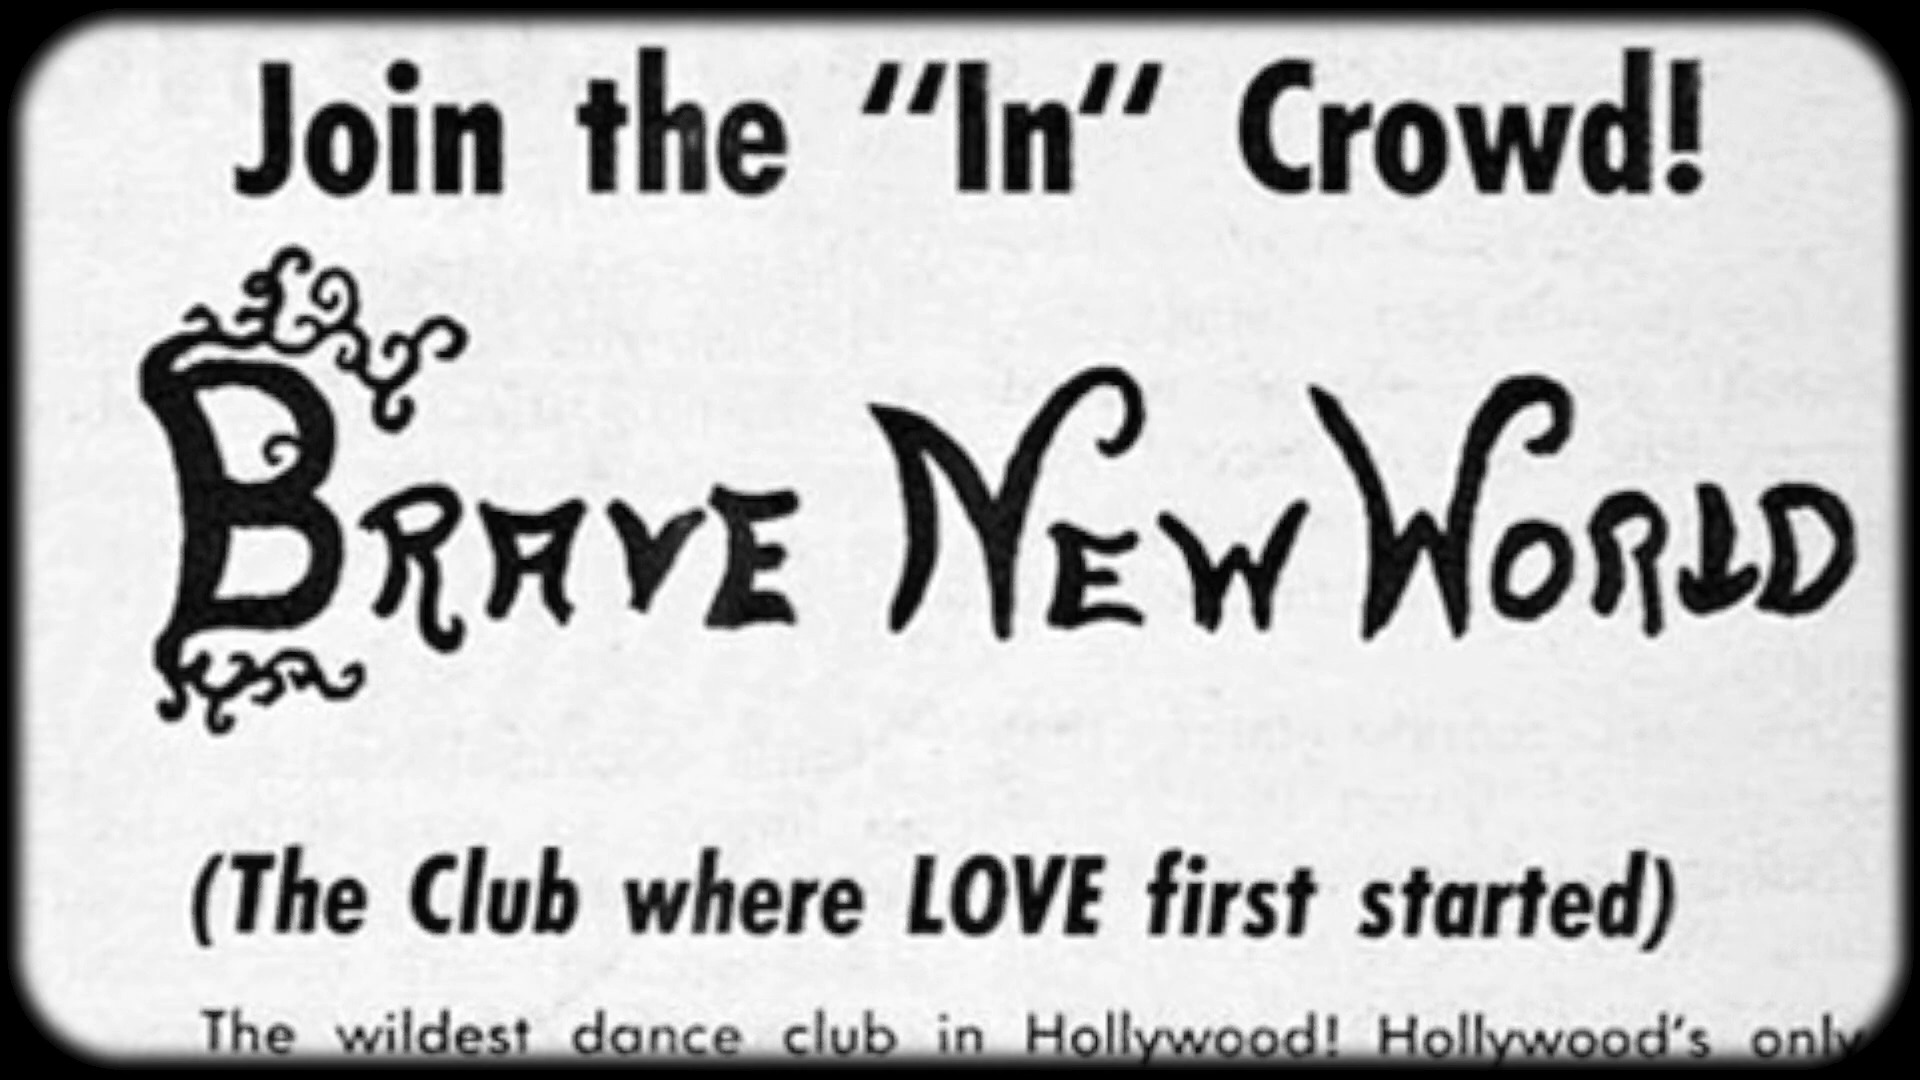 Join the "In" Crowd!
BRAVE NEW WORLD
(The Club where LOVE first started)
The wildest dance club in Hollywood! Hollywood's only